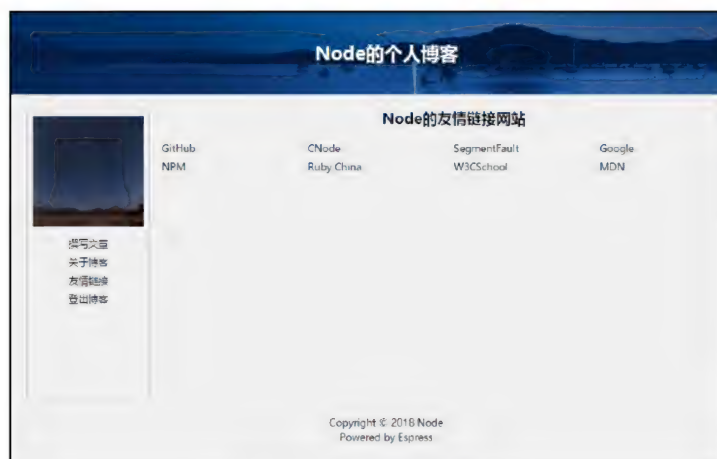 Node的个人博客
Node的友情链接网站
GitHub CNode SegmentFault Google
NPM Ruby China W3CSchool MDN
撰写文章
关于博客
友情链接
登出博客
Copyright © 2018 Node
Powered by Espress